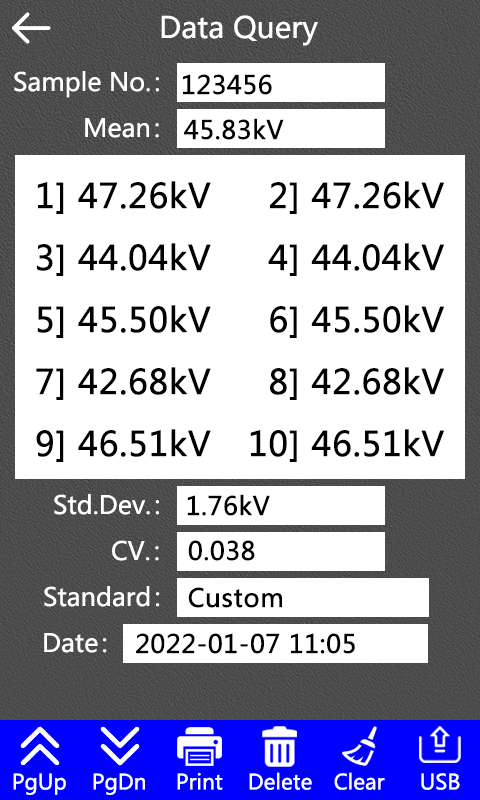 Data Query
Sample No.: 123456
Mean: 45.83kV
1] 47.26kV 2] 47.26kV
3] 44.04kV 4] 44.04kV
5] 45.50kV 6] 45.50kV
7] 42.68kV 8] 42.68kV
9] 46.51kV 10] 46.51kV
Std.Dev.: 1.76kV
CV.: 0.038
Standard: Custom
Date: 2022-01-07 11:05
PgUp PgDn Print Delete Clear USB